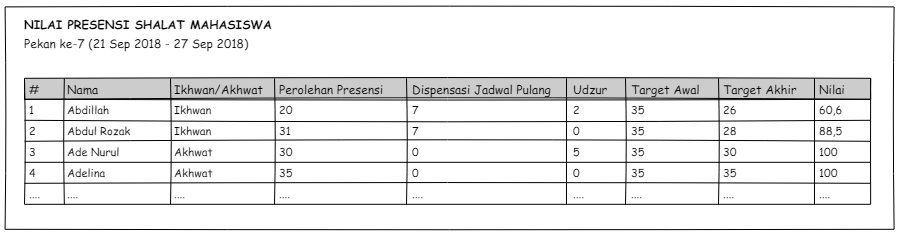 NILAI PRESENSI SHALAT MAHASISWA
Pekan ke-7 (21 Sep 2018 - 27 Sep 2018)
# Nama Ikhwan/Akhwat Perolehan Presensi Dispensasi Jadwal Pulang Udzur Target Awal Target Akhir Nilai
1 Abdillah Ikhwan 20 7 2 35 26 60,6
2 Abdul Rozak Ikhwan 31 7 0 35 28 88,5
3 Ade Nurul Akhwat 30 0 5 35 30 100
4 Adelina Akhwat 35 0 0 35 35 100
.... .... .... .... .... .... .... .... ....